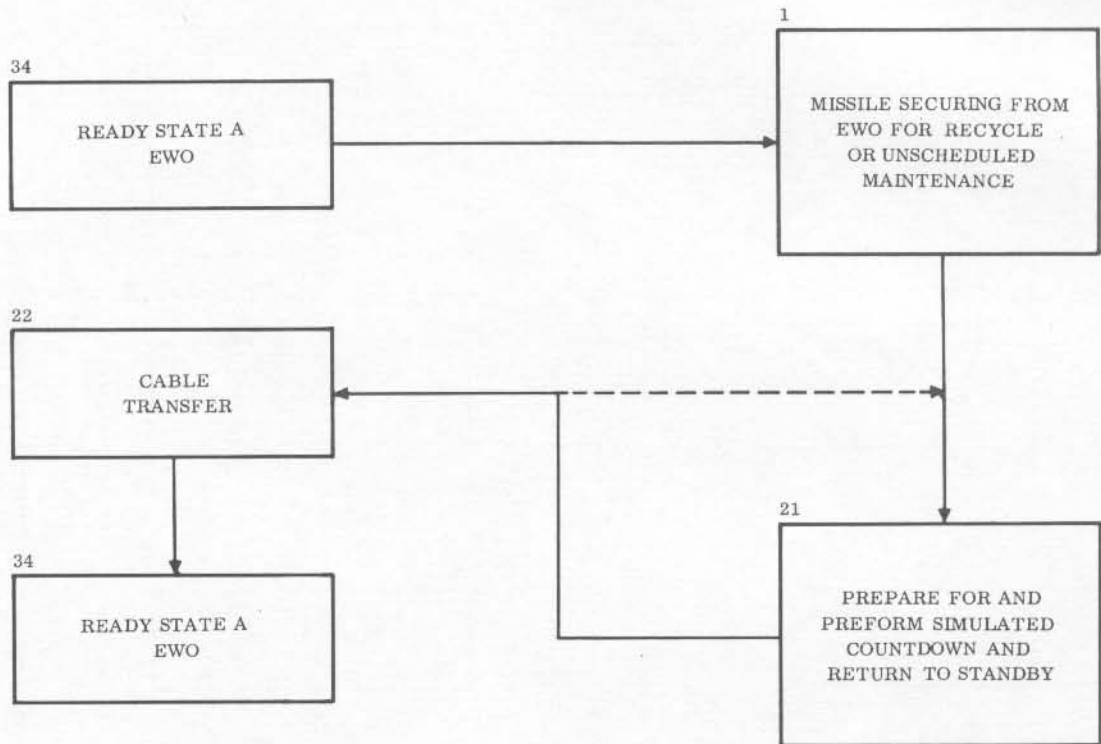 34
READY STATE A
EWO
1
MISSILE SECURING FROM
EWO FOR RECYCLE
OR UNSCHEDULED
MAINTENANCE
22
CABLE
TRANSFER
34
READY STATE A
EWO
21
PREPARE FOR AND
PREFORM SIMULATED
COUNTDOWN AND
RETURN TO STANDBY